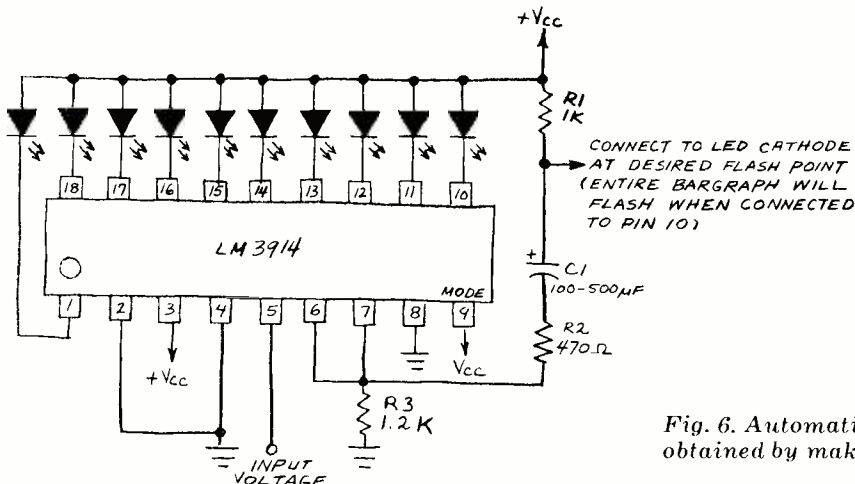 +Vcc
R1
1K
CONNECT TO LED CATHODE
AT DESIRED FLASH POINT
(ENTIRE BARGRAPH WILL
FLASH WHEN CONNECTED
TO PIN 10)
18 17 16 15 14 13 12 11 10
LM 3914
MODE
1 2 3 4 5 6 7 8 9
+
C1
100-500µF
R2
470Ω
+Vcc
Vcc
R3
1.2K
INPUT
VOLTAGE
Fig. 6. Automati
obtained by mak